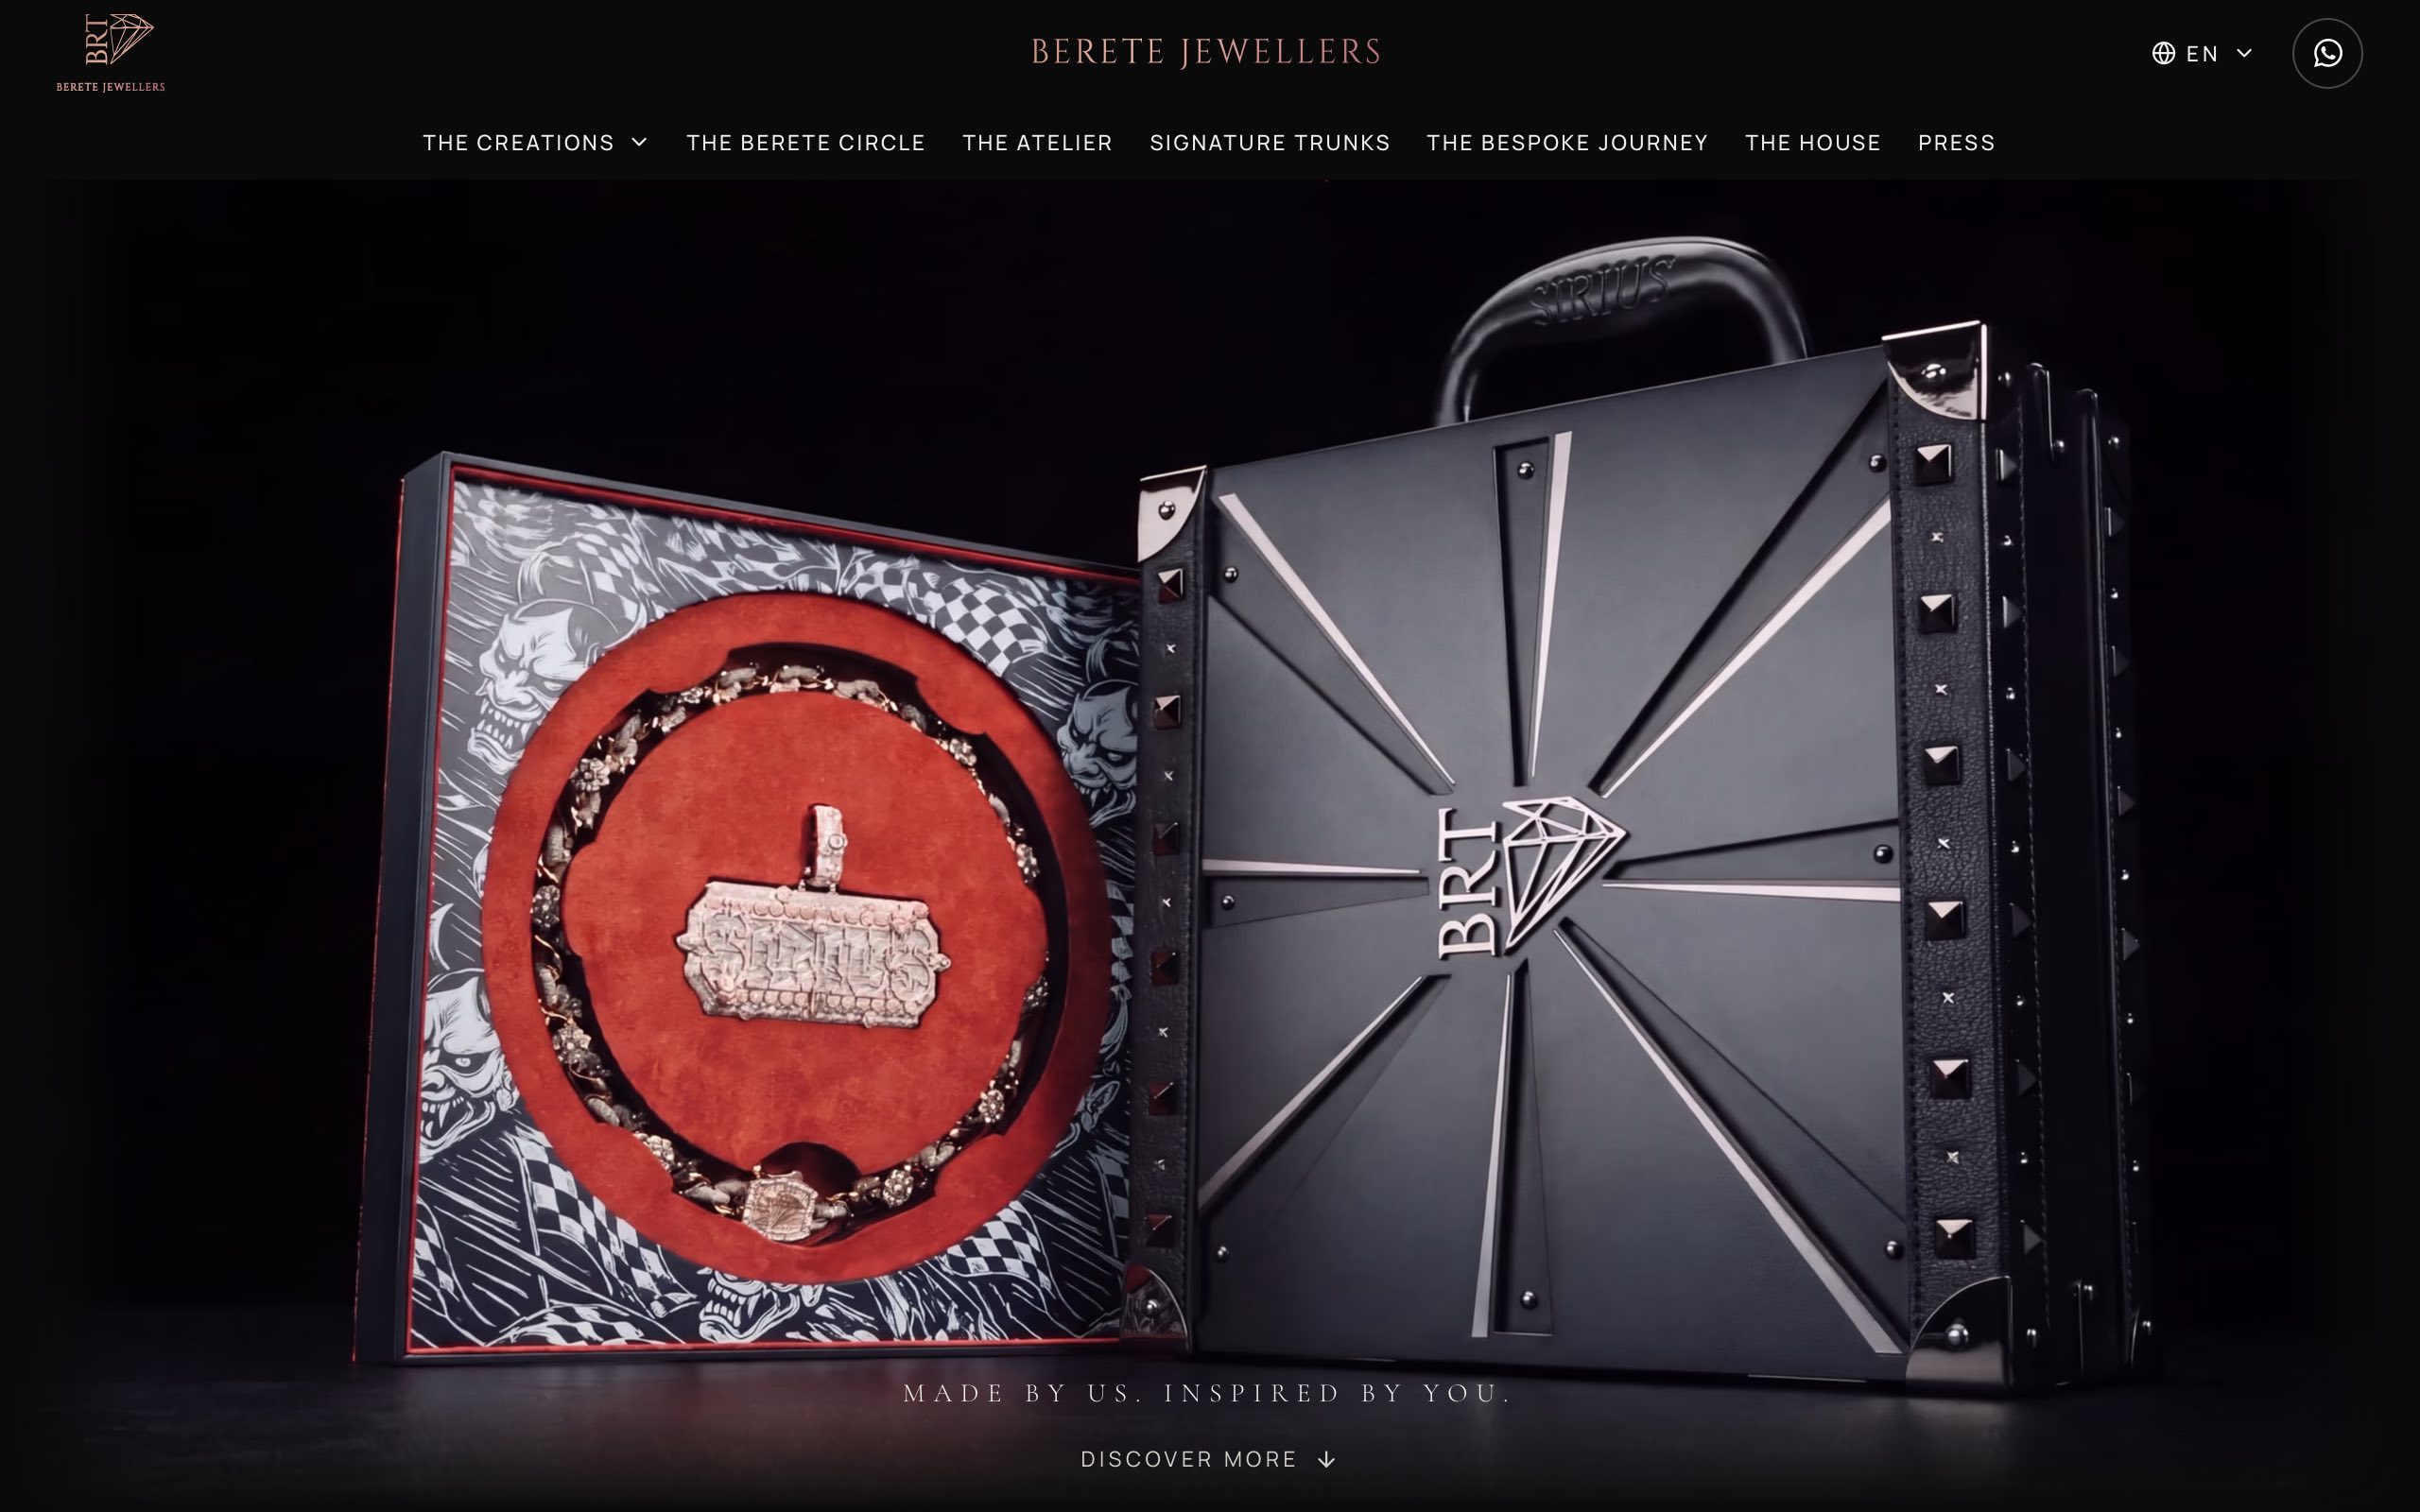 BRT
BERETE JEWELLERS
BERETE JEWELLERS
EN
THE CREATIONS
THE BERETE CIRCLE
THE ATELIER
SIGNATURE TRUNKS
THE BESPOKE JOURNEY
THE HOUSE
PRESS
SIRIUS
BRT
MADE BY US. INSPIRED BY YOU.
DISCOVER MORE